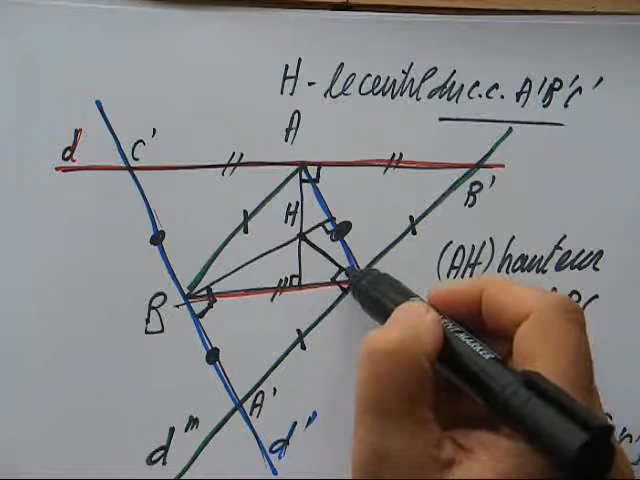 H - le centre du c.c. A'B'C'
A
d
C'
B'
H
(AH) hauteur
B
A'
d'''
d''